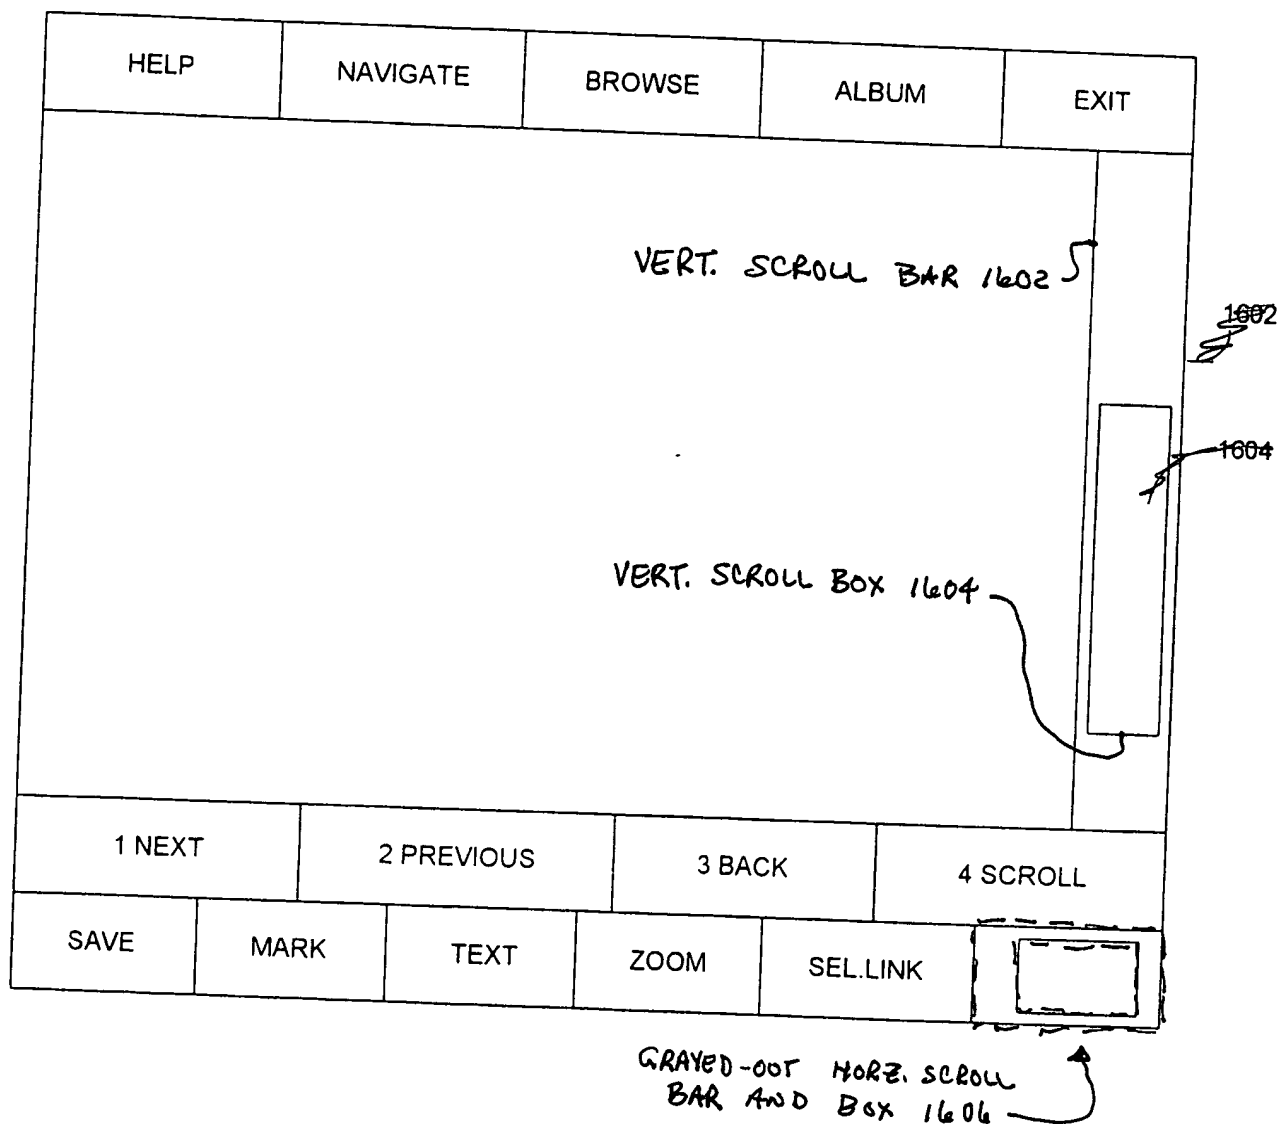 HELP NAVIGATE BROWSE ALBUM EXIT
VERT. SCROLL BAR 1602
1602
1604
VERT. SCROLL BOX 1604
1 NEXT 2 PREVIOUS 3 BACK 4 SCROLL
SAVE MARK TEXT ZOOM SEL.LINK
GRAYED-OUT HORZ. SCROLL
BAR AND BOX 1606